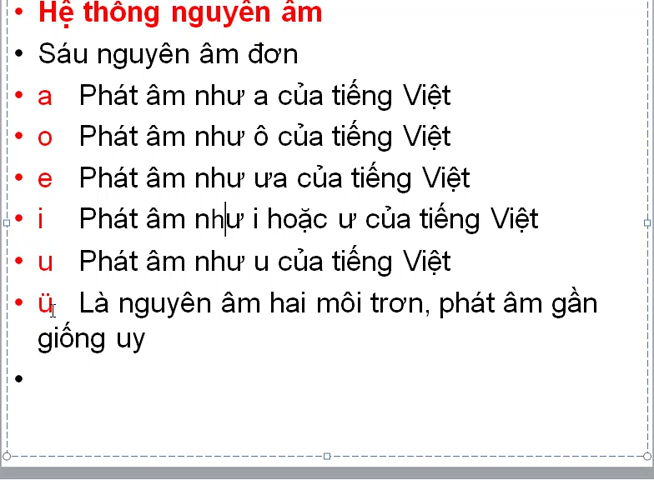 Hệ thống nguyên âm
Sáu nguyên âm đơn
a Phát âm như a của tiếng Việt
o Phát âm như ô của tiếng Việt
e Phát âm như ưa của tiếng Việt
i Phát âm như i hoặc ư của tiếng Việt
u Phát âm như u của tiếng Việt
ü Là nguyên âm hai môi trơn, phát âm gần
giống uy